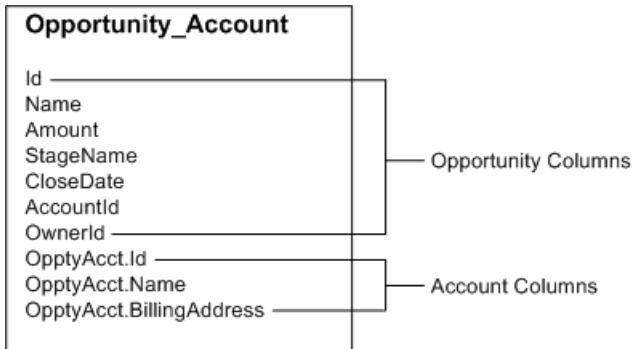 Opportunity_Account
Id
Name
Amount
StageName
CloseDate
AccountId
OwnerId
Opportunity Columns
OpptyAcct.Id
OpptyAcct.Name
OpptyAcct.BillingAddress
Account Columns